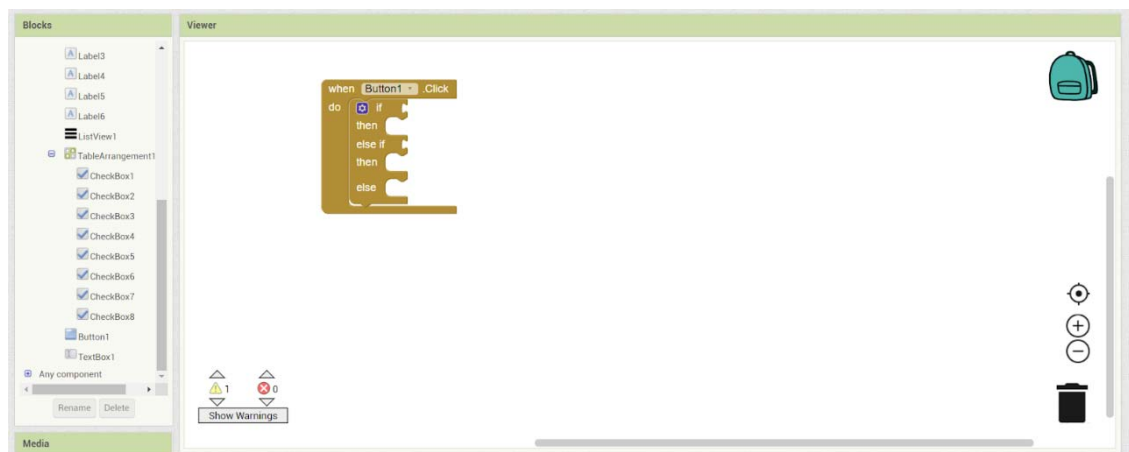 Blocks
Label3
Label4
Label5
Label6
ListView1
TableArrangement1
CheckBox1
CheckBox2
CheckBox3
CheckBox4
CheckBox5
CheckBox6
CheckBox7
CheckBox8
Button1
TextBox1
Any component
Rename Delete
Media
Viewer
when Button1 .Click
do if
then
else if
then
else
1 0
Show Warnings